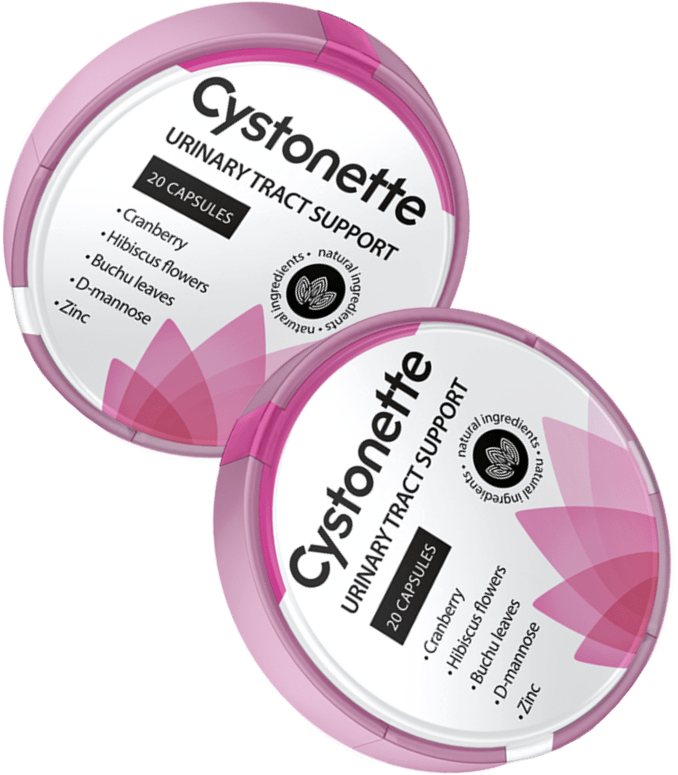 Cystonette
URINARY TRACT SUPPORT
20 CAPSULES
• Cranberry
• Hibiscus flowers
• Buchu leaves
• D-mannose
• Zinc
natural ingredients • natural ingredients •
Cystonette
URINARY TRACT SUPPORT
natural ingredients • natural ingredients •
20 CAPSULES
• Cranberry
• Hibiscus flowers
• Buchu leaves
• D-mannose
• Zinc